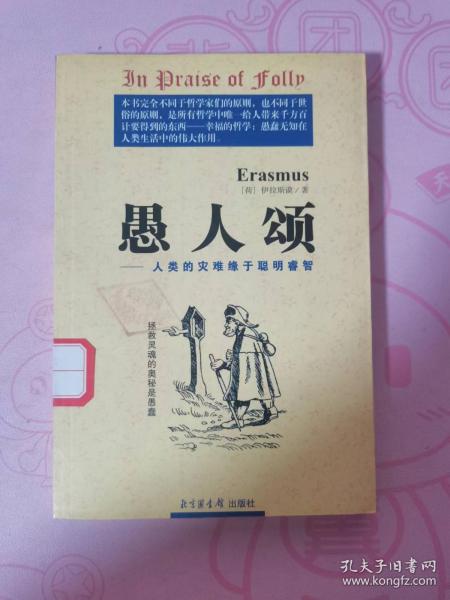 In Praise of Folly
本书完全不同于哲学家们的原则，也不同于世
俗的原则，是所有哲学中唯一给人带来千方百
计要得到的东西——幸福的哲学：愚蠢无知在
人类生活中的伟大作用。
Erasmus
［荷］伊拉斯谟／著
愚人颂
——人类的灾难缘于聪明睿智
拯救灵魂的奥秘是愚蠢
北京图书馆出版社
孔夫子旧书网
www.kongfz.com